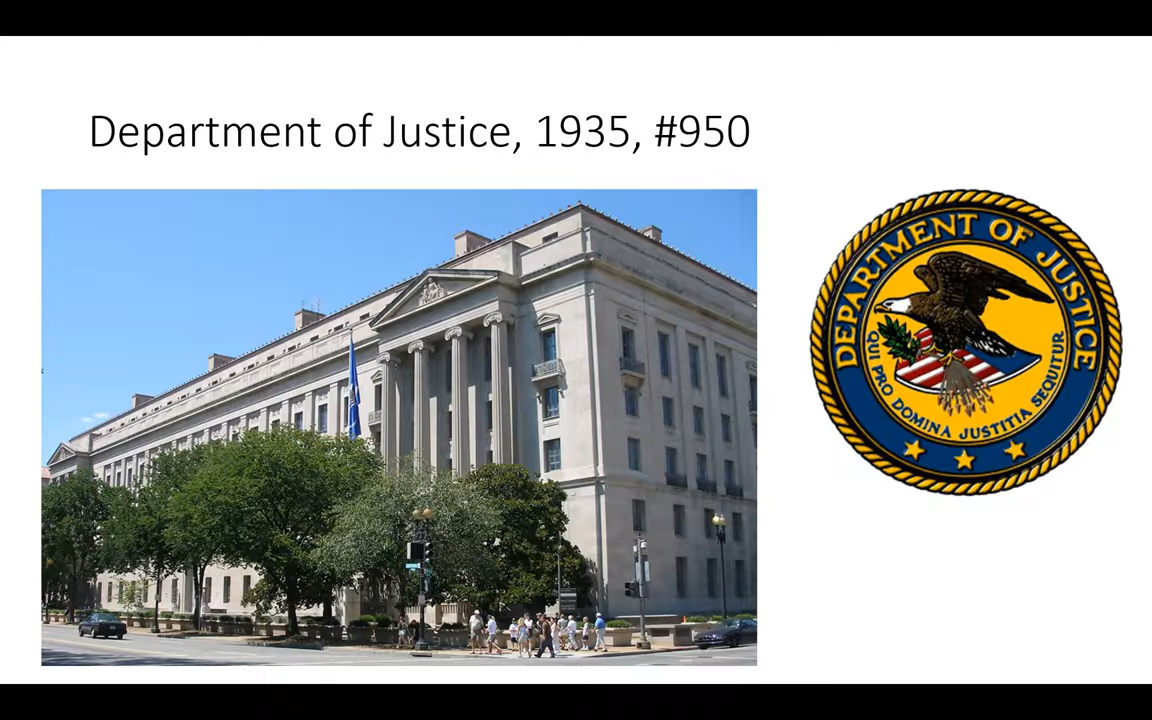 Department of Justice, 1935, #950
DEPARTMENT OF JUSTICE
QUI PRO DOMINA JUSTITIA SEQUITUR